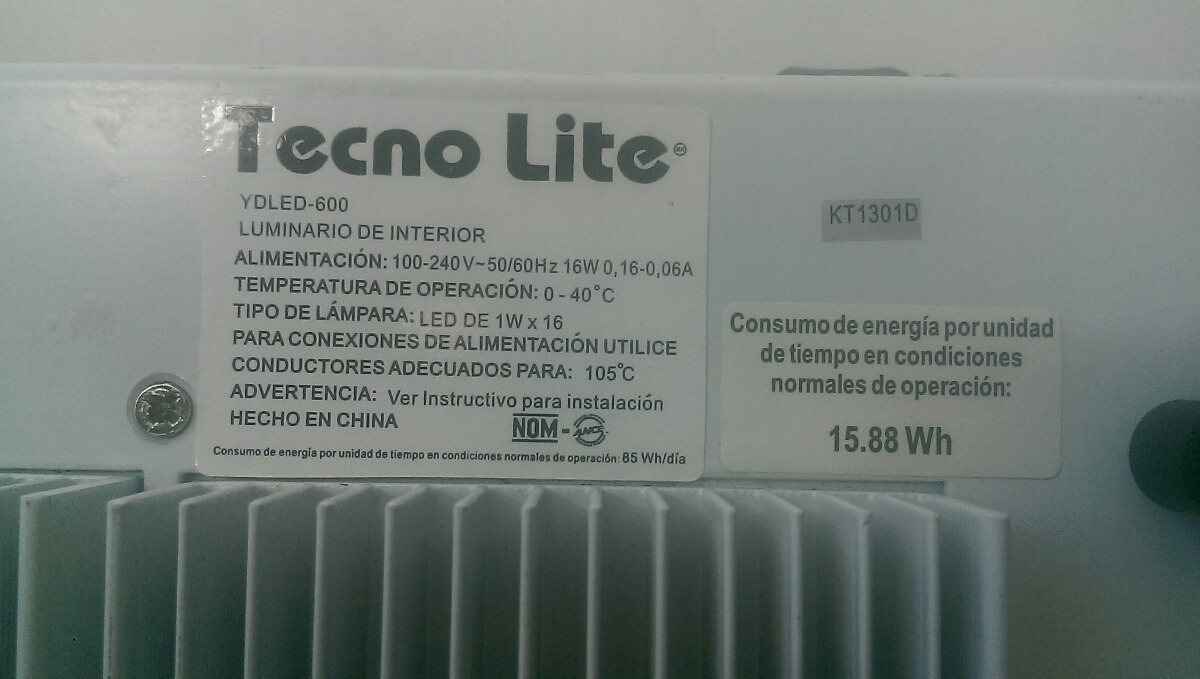 Tecno Lite MR
YDLED-600
LUMINARIO DE INTERIOR
ALIMENTACIÓN: 100-240V~50/60Hz 16W 0,16-0,06A
TEMPERATURA DE OPERACIÓN: 0 - 40°C
TIPO DE LÁMPARA: LED DE 1W x 16
PARA CONEXIONES DE ALIMENTACIÓN UTILICE
CONDUCTORES ADECUADOS PARA: 105°C
ADVERTENCIA: Ver Instructivo para instalación
HECHO EN CHINA
NOM - ANCE
Consumo de energía por unidad de tiempo en condiciones normales de operación: 85 Wh/día
KT1301D
Consumo de energía por unidad
de tiempo en condiciones
normales de operación:
15.88 Wh